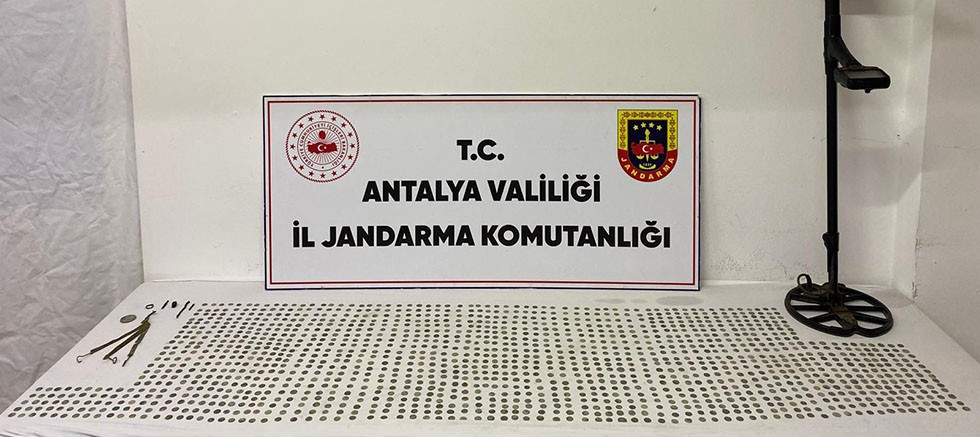 T.C.
ANTALYA VALİLİĞİ
İL JANDARMA KOMUTANLIĞI
JANDARMA